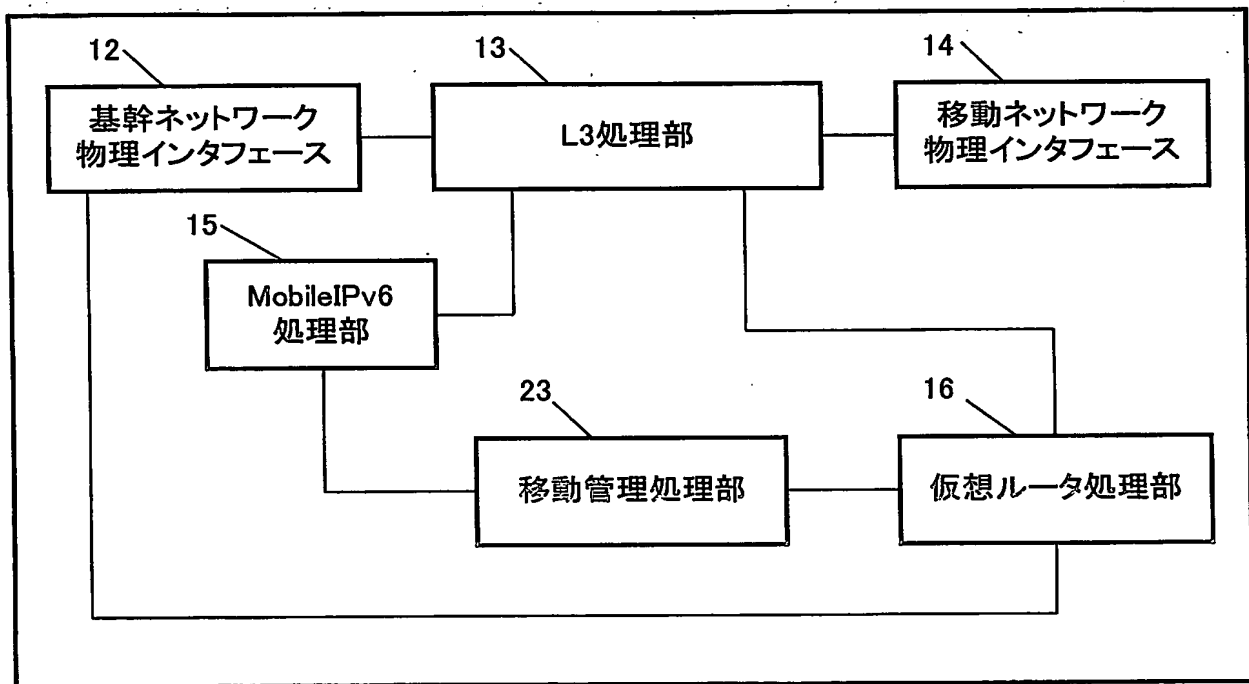 12
13
14
基幹ネットワーク
物理インタフェース
L3処理部
移動ネットワーク
物理インタフェース
15
MobileIPv6
処理部
23
16
移動管理処理部
仮想ルータ処理部